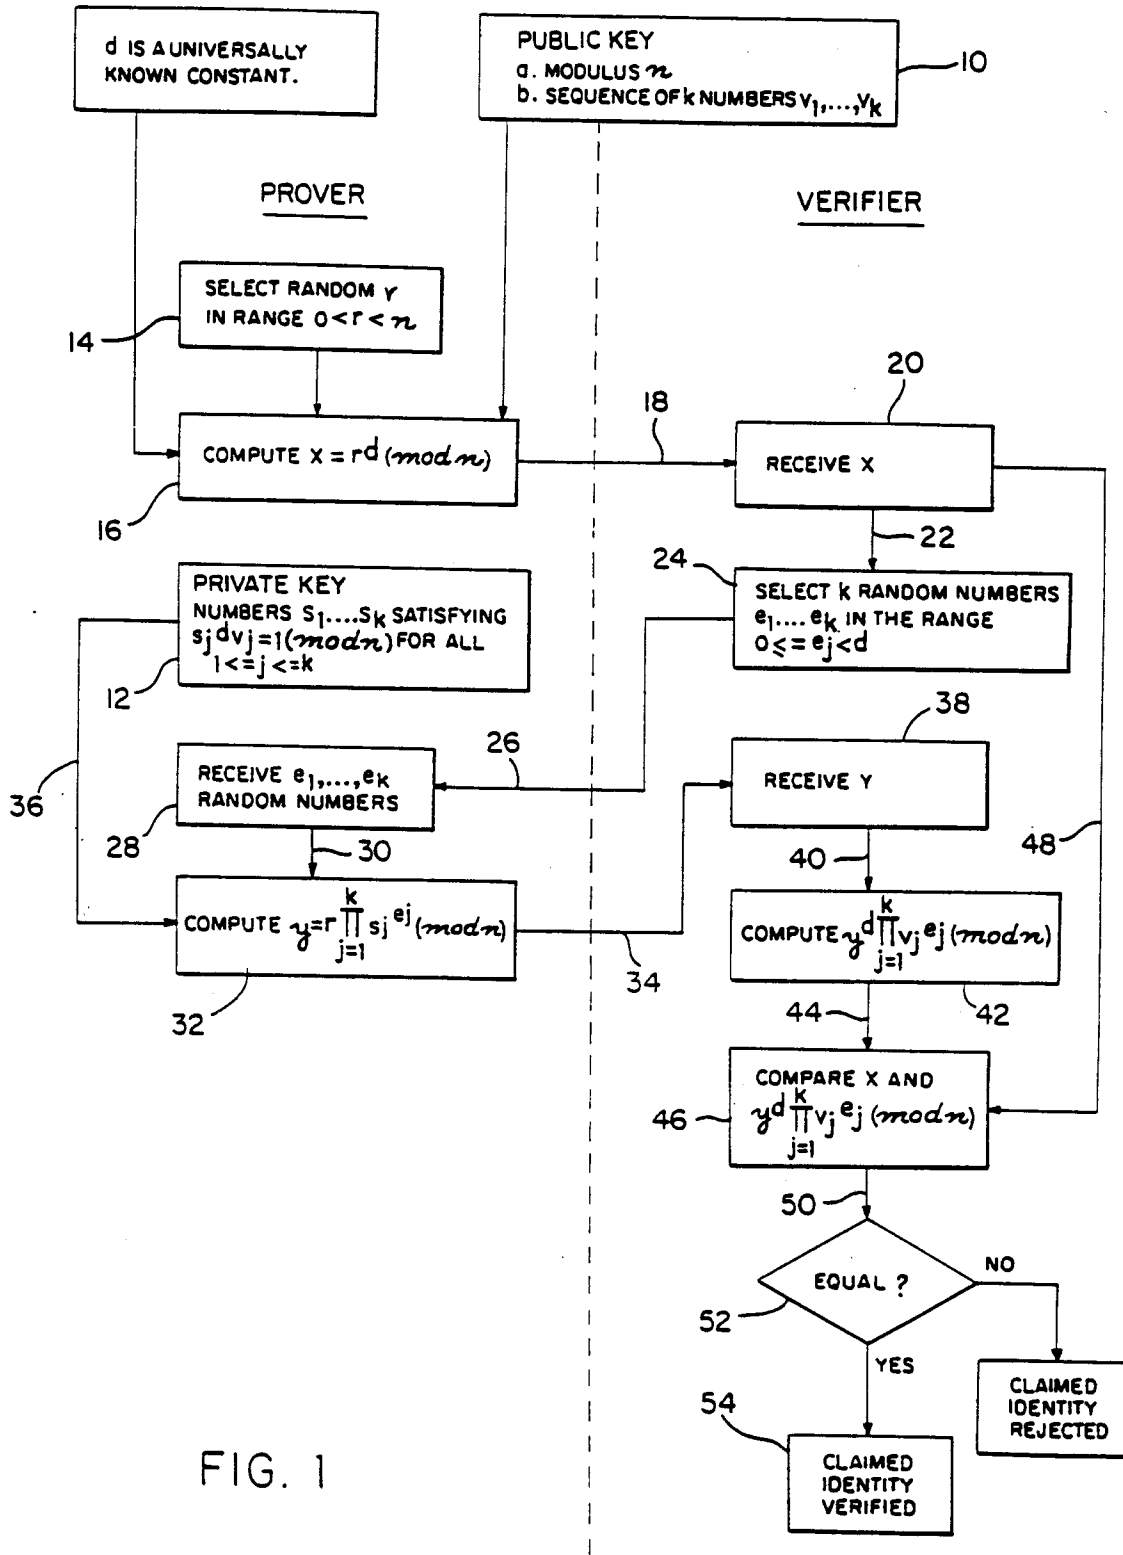 d IS A UNIVERSALLY
KNOWN CONSTANT.
PUBLIC KEY
a. MODULUS n
b. SEQUENCE OF k NUMBERS v1,...,vk
10
PROVER
VERIFIER
SELECT RANDOM r
IN RANGE 0 < r < n
14
COMPUTE X = r^d (mod n)
16
18
20
RECEIVE X
22
PRIVATE KEY
NUMBERS s1....sk SATISFYING
sj^d vj = 1 (mod n) FOR ALL
1 <= j <= k
12
24
SELECT k RANDOM NUMBERS
e1.... ek IN THE RANGE
0 ≤ = ej < d
26
RECEIVE e1,...,ek
RANDOM NUMBERS
28
30
36
38
RECEIVE Y
40
48
COMPUTE y = r ∏ j=1 k sj^ej (mod n)
32
34
COMPUTE y^d ∏ j=1 k vj^ej (mod n)
42
44
COMPARE X AND
y^d ∏ j=1 k vj^ej (mod n)
46
50
EQUAL ?
52
NO
YES
CLAIMED
IDENTITY
REJECTED
54
CLAIMED
IDENTITY
VERIFIED
FIG. 1